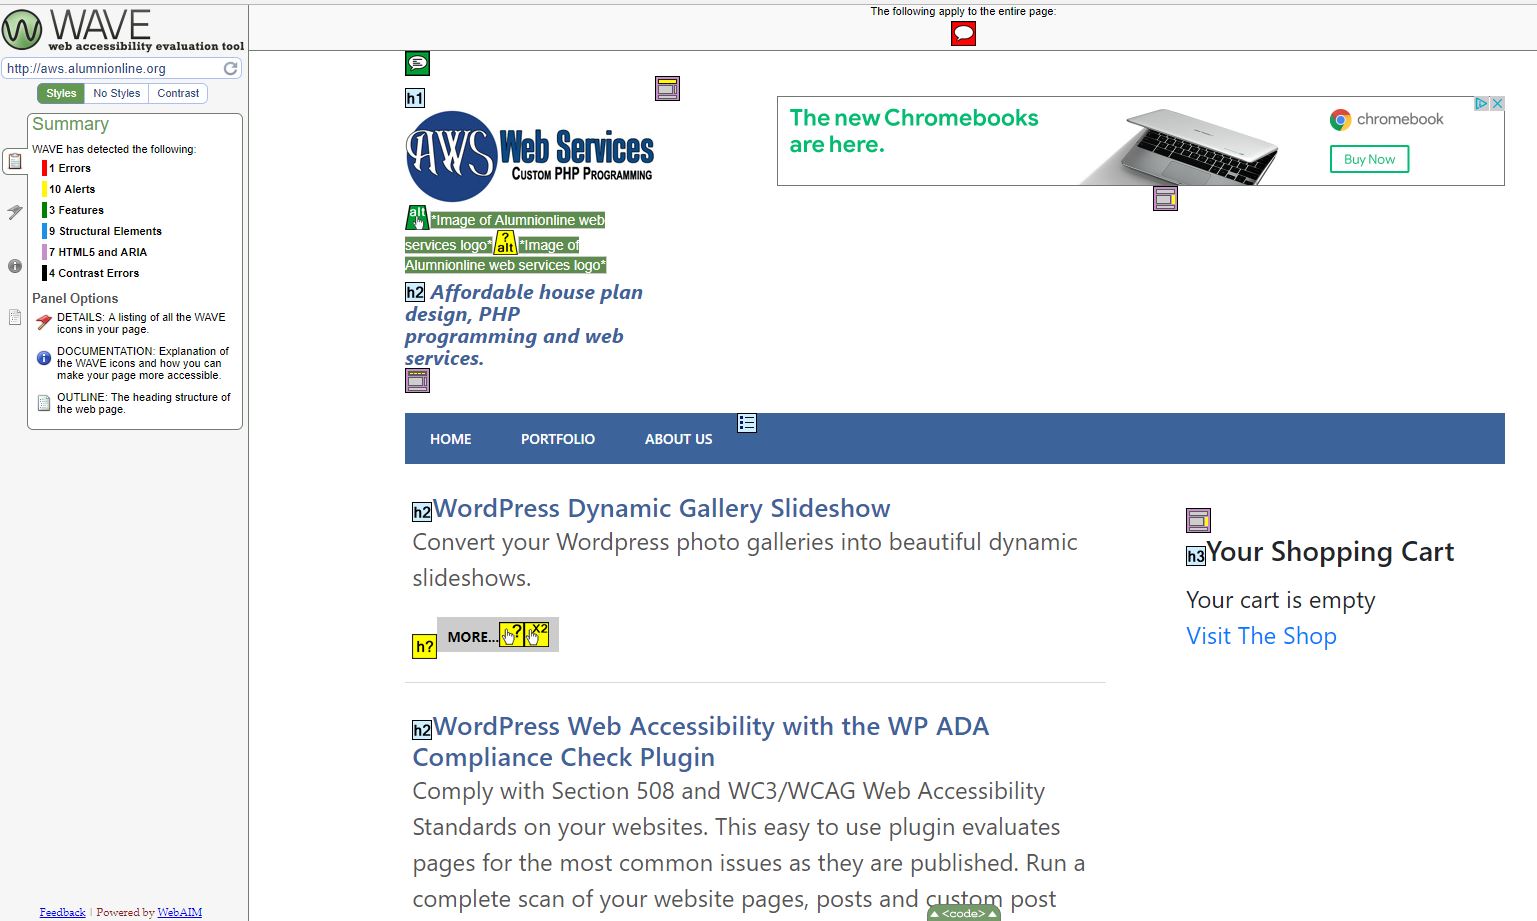 WAVE
web accessibility evaluation tool
http://aws.alumnionline.org
Styles No Styles Contrast
Summary
WAVE has detected the following:
1 Errors
10 Alerts
3 Features
9 Structural Elements
7 HTML5 and ARIA
4 Contrast Errors
Panel Options
DETAILS: A listing of all the WAVE
icons in your page.
DOCUMENTATION: Explanation of
the WAVE icons and how you can
make your page more accessible.
OUTLINE: The heading structure of
the web page.
Feedback | Powered by WebAIM
The following apply to the entire page:
h1
AWS Web Services
Custom PHP Programming
The new Chromebooks
are here.
chromebook
Buy Now
alt *Image of Alumnionline web
services logo* ? alt *Image of
Alumnionline web services logo*
h2 Affordable house plan
design, PHP
programming and web
services.
HOME PORTFOLIO ABOUT US
h2 WordPress Dynamic Gallery Slideshow
Convert your Wordpress photo galleries into beautiful dynamic
slideshows.
h? MORE... ? X2
h3 Your Shopping Cart
Your cart is empty
Visit The Shop
h2 WordPress Web Accessibility with the WP ADA
Compliance Check Plugin
Comply with Section 508 and WC3/WCAG Web Accessibility
Standards on your websites. This easy to use plugin evaluates
pages for the most common issues as they are published. Run a
complete scan of your website pages, posts and custom post
<code>